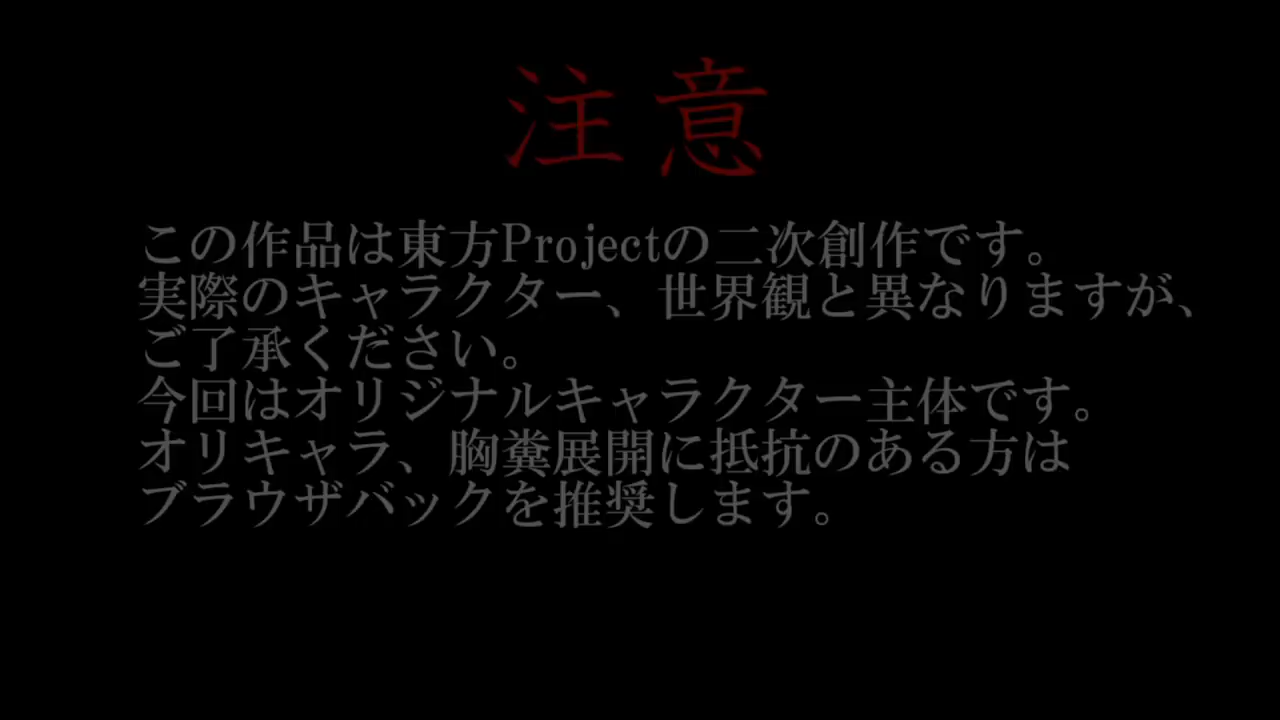 注意
この作品は東方Projectの二次創作です。
実際のキャラクター、世界観と異なりますが、
ご了承ください。
今回はオリジナルキャラクター主体です。
オリキャラ、胸糞展開に抵抗のある方は
ブラウザバックを推奨します。